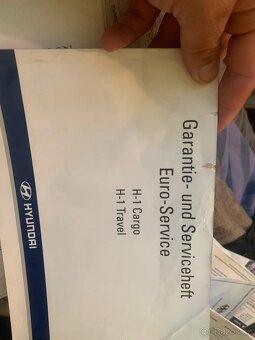 Garantie- und Serviceheft
Euro-Service
H-1 Cargo
H-1 Travel
HYUNDAI